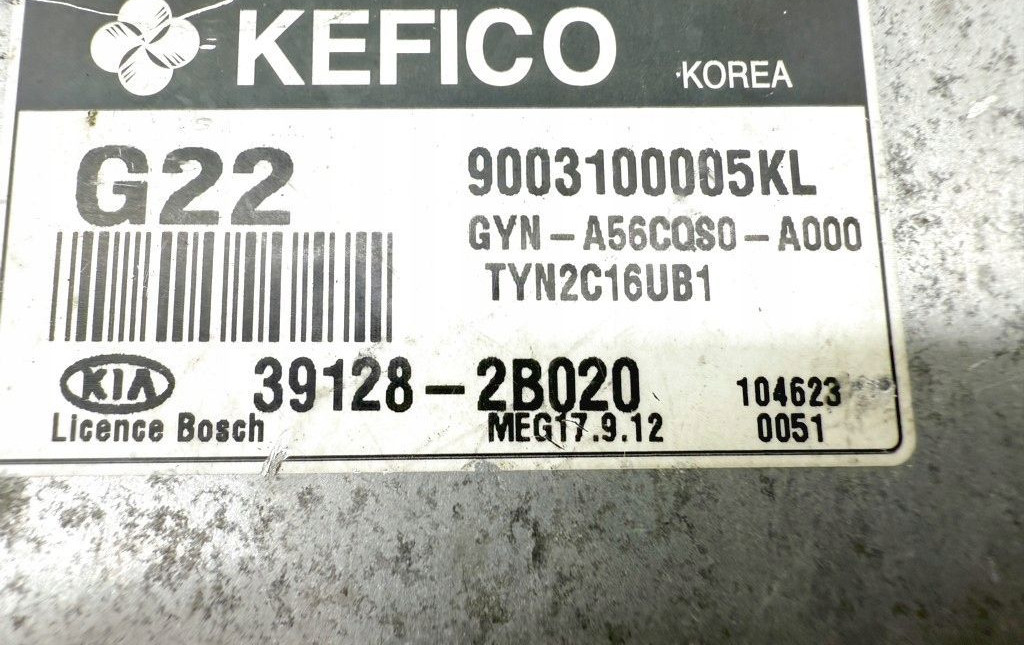 KEFICO KOREA
G22 9003100005KL
GYN-A56CQS0-A000
TYN2C16UB1
KIA 39128-2B020 104623
Licence Bosch MEG17.9.12 0051